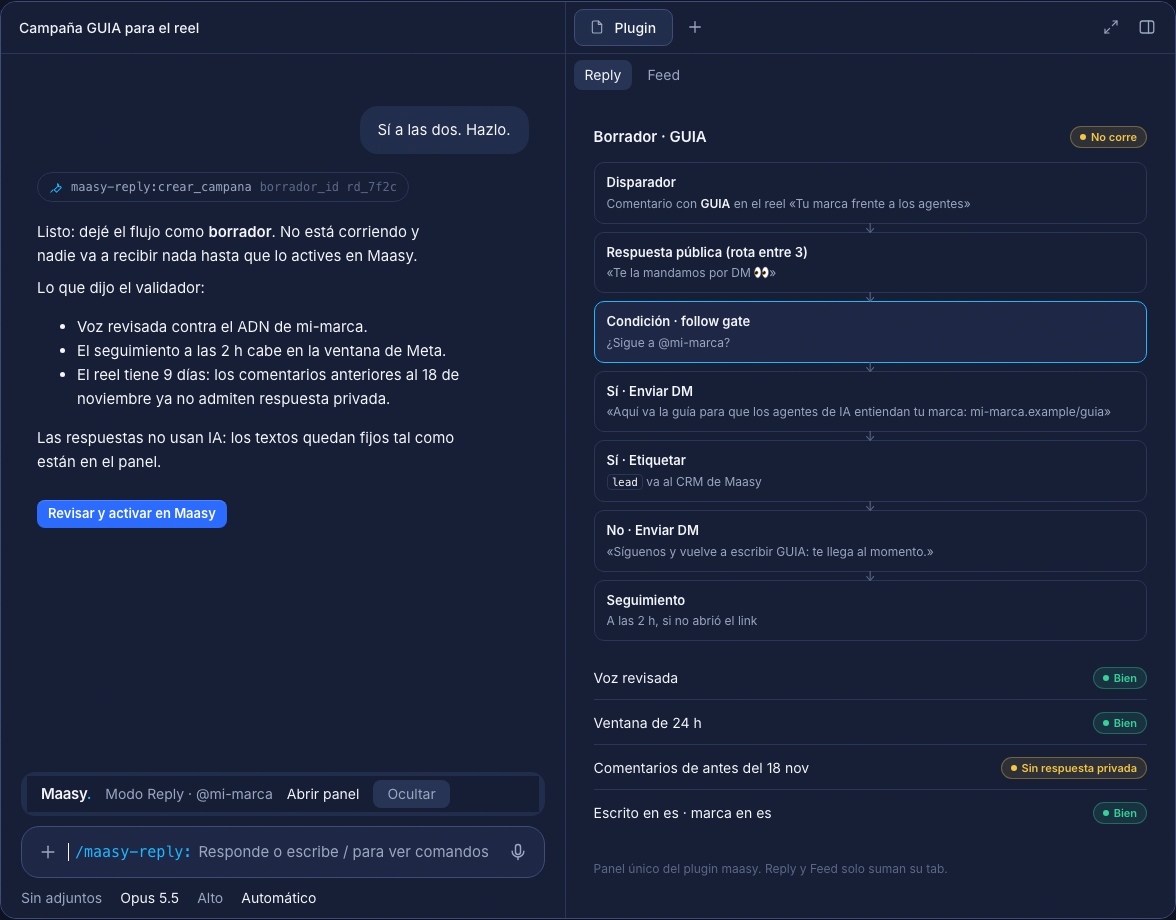 Campaña GUIA para el reel
Sí a las dos. Hazlo.
maasy-reply:crear_campana borrador_id rd_7f2c
Listo: dejé el flujo como borrador. No está corriendo y
nadie va a recibir nada hasta que lo actives en Maasy.
Lo que dijo el validador:
• Voz revisada contra el ADN de mi-marca.
• El seguimiento a las 2 h cabe en la ventana de Meta.
• El reel tiene 9 días: los comentarios anteriores al 18 de
noviembre ya no admiten respuesta privada.
Las respuestas no usan IA: los textos quedan fijos tal como
están en el panel.
Revisar y activar en Maasy
Maasy. Modo Reply · @mi-marca Abrir panel Ocultar
/maasy-reply: Responde o escribe / para ver comandos
Sin adjuntos Opus 5.5 Alto Automático
Plugin
Reply Feed
Borrador · GUIA No corre
Disparador
Comentario con GUIA en el reel «Tu marca frente a los agentes»
Respuesta pública (rota entre 3)
«Te la mandamos por DM 👀»
Condición · follow gate
¿Sigue a @mi-marca?
Sí · Enviar DM
«Aquí va la guía para que los agentes de IA entiendan tu marca: mi-marca.example/guia»
Sí · Etiquetar
lead va al CRM de Maasy
No · Enviar DM
«Síguenos y vuelve a escribir GUIA: te llega al momento.»
Seguimiento
A las 2 h, si no abrió el link
Voz revisada Bien
Ventana de 24 h Bien
Comentarios de antes del 18 nov Sin respuesta privada
Escrito en es · marca en es Bien
Panel único del plugin maasy. Reply y Feed solo suman su tab.